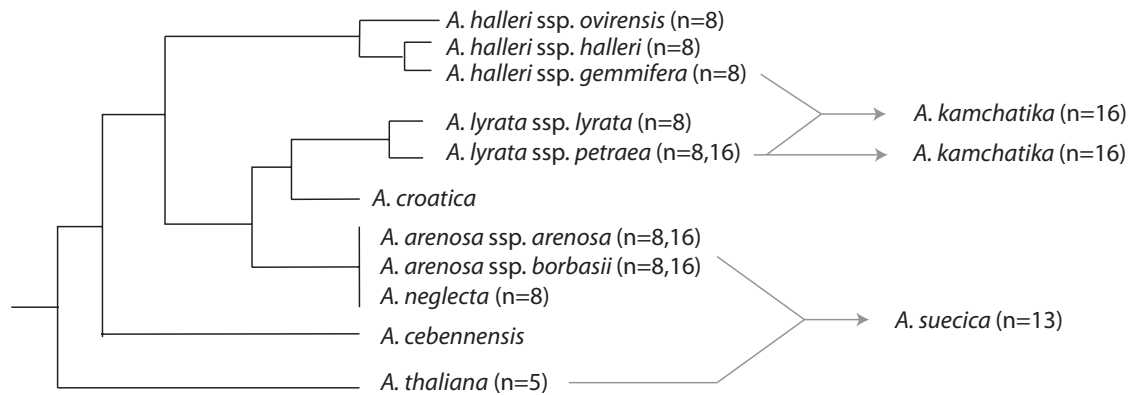 A. halleri ssp. ovirensis (n=8)
A. halleri ssp. halleri (n=8)
A. halleri ssp. gemmifera (n=8)
A. kamchatika (n=16)
A. lyrata ssp. lyrata (n=8)
A. lyrata ssp. petraea (n=8,16)
A. kamchatika (n=16)
A. croatica
A. arenosa ssp. arenosa (n=8,16)
A. arenosa ssp. borbasii (n=8,16)
A. neglecta (n=8)
A. suecica (n=13)
A. cebennensis
A. thaliana (n=5)